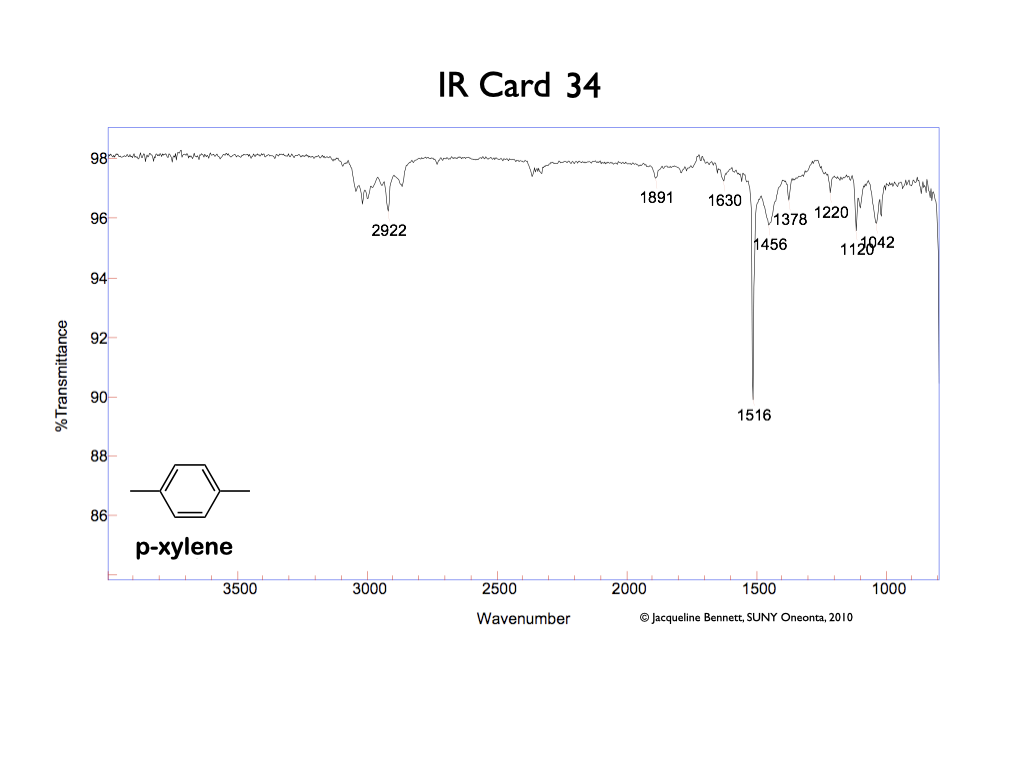 IR Card 34
98
96
94
92
90
88
86
%Transmittance
2922
1891
1630
1516
1456
1378
1220
1120
1042
p-xylene
3500 3000 2500 2000 1500 1000
Wavenumber
© Jacqueline Bennett, SUNY Oneonta, 2010